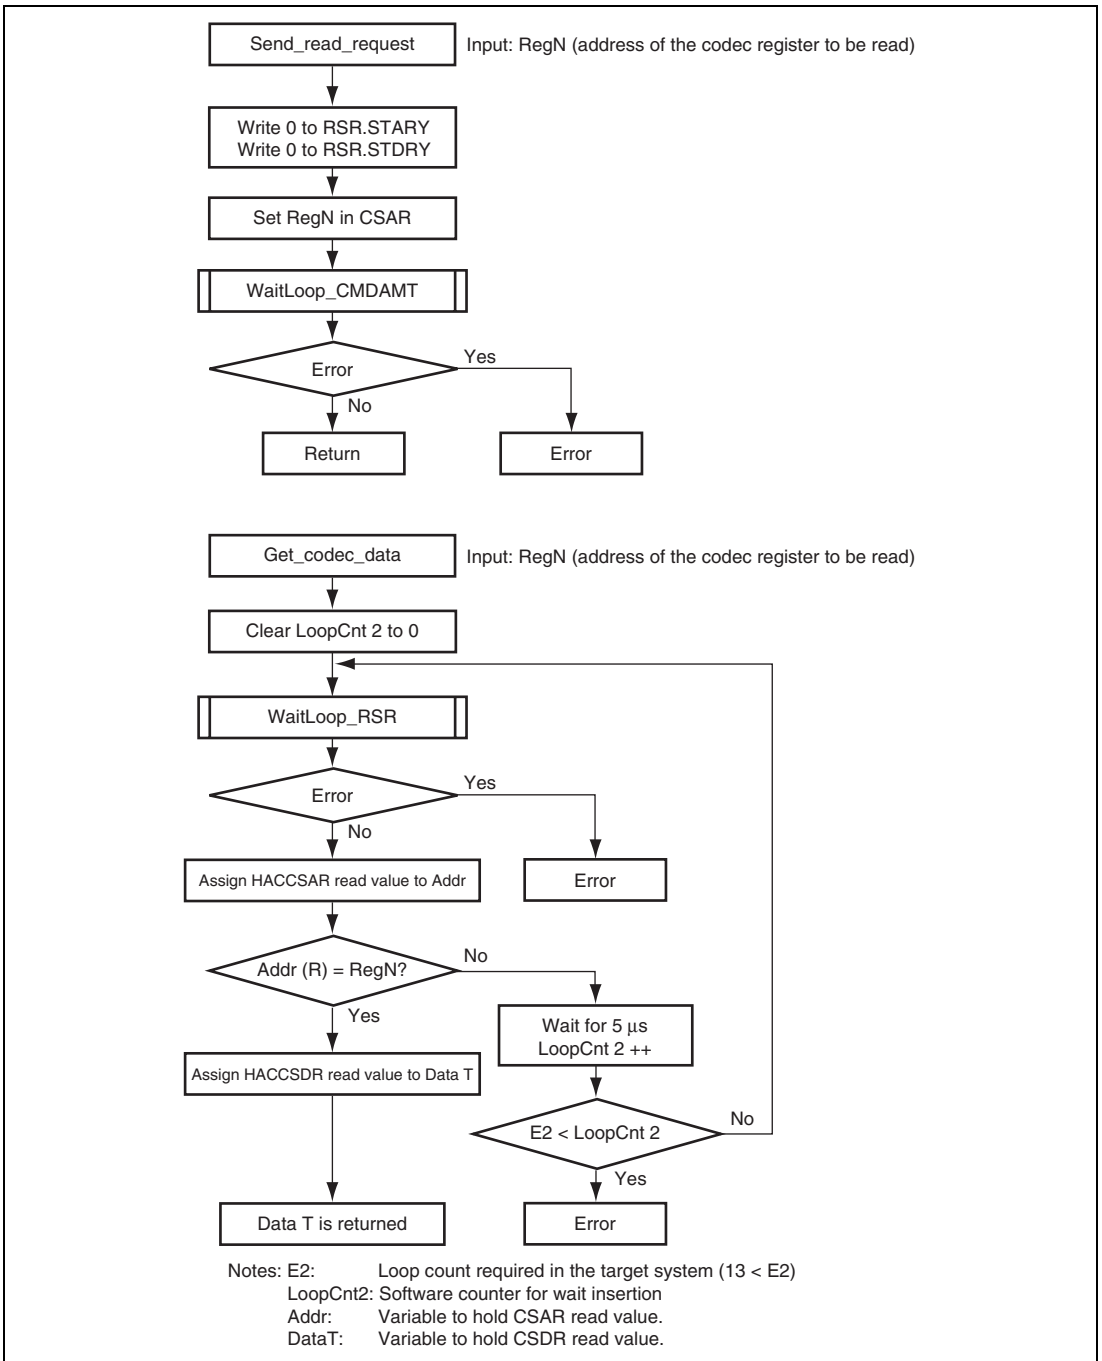 Send_read_request
Input: RegN (address of the codec register to be read)
Write 0 to RSR.STARY
Write 0 to RSR.STDRY
Set RegN in CSAR
WaitLoop_CMDAMT
Error
Yes
No
Return
Error
Get_codec_data
Input: RegN (address of the codec register to be read)
Clear LoopCnt 2 to 0
WaitLoop_RSR
Error
Yes
No
Assign HACCSAR read value to Addr
Error
Addr (R) = RegN?
No
Yes
Wait for 5 μs
LoopCnt 2 ++
Assign HACCSDR read value to Data T
E2 < LoopCnt 2
No
Yes
Data T is returned
Error
Notes: E2: Loop count required in the target system (13 < E2)
LoopCnt2: Software counter for wait insertion
Addr: Variable to hold CSAR read value.
DataT: Variable to hold CSDR read value.